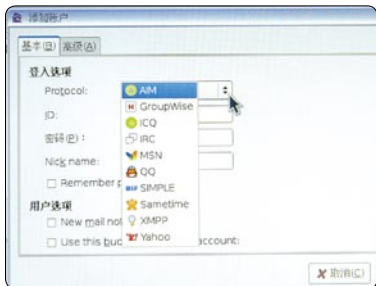 添加账户
基本(B) 高级(A)
登入选项
Protocol:
AIM
GroupWise
ICQ
IRC
MSN
QQ
SIMPLE
Sametime
XMPP
Yahoo
ID:
密码(P):
Nick name:
Remember p
用户选项
New mail not
Use this bud
account:
取消(C)